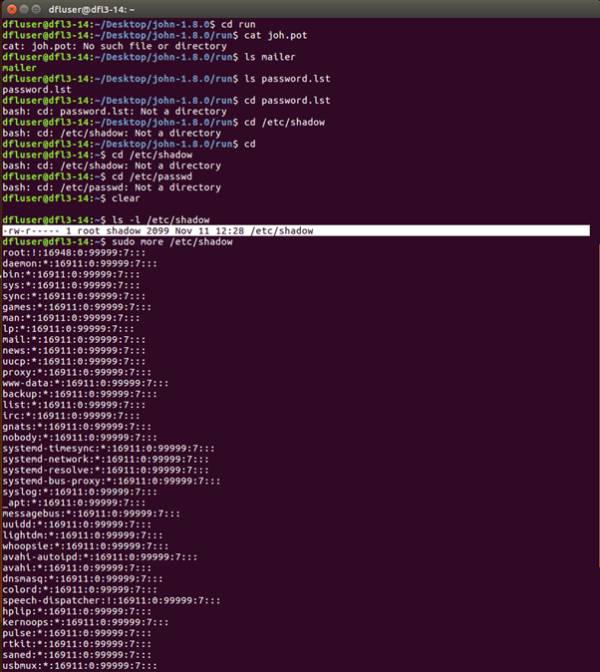 dfluser@dfl3-14: ~
dfluser@dfl3-14:~/Desktop/john-1.8.0$ cd run
dfluser@dfl3-14:~/Desktop/john-1.8.0/run$ cat joh.pot
cat: joh.pot: No such file or directory
dfluser@dfl3-14:~/Desktop/john-1.8.0/run$ ls mailer
mailer
dfluser@dfl3-14:~/Desktop/john-1.8.0/run$ ls password.lst
password.lst
dfluser@dfl3-14:~/Desktop/john-1.8.0/run$ cd password.lst
bash: cd: password.lst: Not a directory
dfluser@dfl3-14:~/Desktop/john-1.8.0/run$ cd /etc/shadow
bash: cd: /etc/shadow: Not a directory
dfluser@dfl3-14:~/Desktop/john-1.8.0/run$ cd
dfluser@dfl3-14:~$ cd /etc/shadow
bash: cd: /etc/shadow: Not a directory
dfluser@dfl3-14:~$ cd /etc/passwd
bash: cd: /etc/passwd: Not a directory
dfluser@dfl3-14:~$ clear
dfluser@dfl3-14:~$ ls -l /etc/shadow
-rw-r----- 1 root shadow 2099 Nov 11 12:28 /etc/shadow
dfluser@dfl3-14:~$ sudo more /etc/shadow
root:!:16948:0:99999:7:::
daemon:*:16911:0:99999:7:::
bin:*:16911:0:99999:7:::
sys:*:16911:0:99999:7:::
sync:*:16911:0:99999:7:::
games:*:16911:0:99999:7:::
man:*:16911:0:99999:7:::
lp:*:16911:0:99999:7:::
mail:*:16911:0:99999:7:::
news:*:16911:0:99999:7:::
uucp:*:16911:0:99999:7:::
proxy:*:16911:0:99999:7:::
www-data:*:16911:0:99999:7:::
backup:*:16911:0:99999:7:::
list:*:16911:0:99999:7:::
irc:*:16911:0:99999:7:::
gnats:*:16911:0:99999:7:::
nobody:*:16911:0:99999:7:::
systemd-timesync:*:16911:0:99999:7:::
systemd-network:*:16911:0:99999:7:::
systemd-resolve:*:16911:0:99999:7:::
systemd-bus-proxy:*:16911:0:99999:7:::
syslog:*:16911:0:99999:7:::
_apt:*:16911:0:99999:7:::
messagebus:*:16911:0:99999:7:::
uuidd:*:16911:0:99999:7:::
lightdm:*:16911:0:99999:7:::
whoopsie:*:16911:0:99999:7:::
avahi-autoipd:*:16911:0:99999:7:::
avahi:*:16911:0:99999:7:::
dnsmasq:*:16911:0:99999:7:::
colord:*:16911:0:99999:7:::
speech-dispatcher:!:16911:0:99999:7:::
hplip:*:16911:0:99999:7:::
kernoops:*:16911:0:99999:7:::
pulse:*:16911:0:99999:7:::
rtkit:*:16911:0:99999:7:::
saned:*:16911:0:99999:7:::
usbmux:*:16911:0:99999:7:::